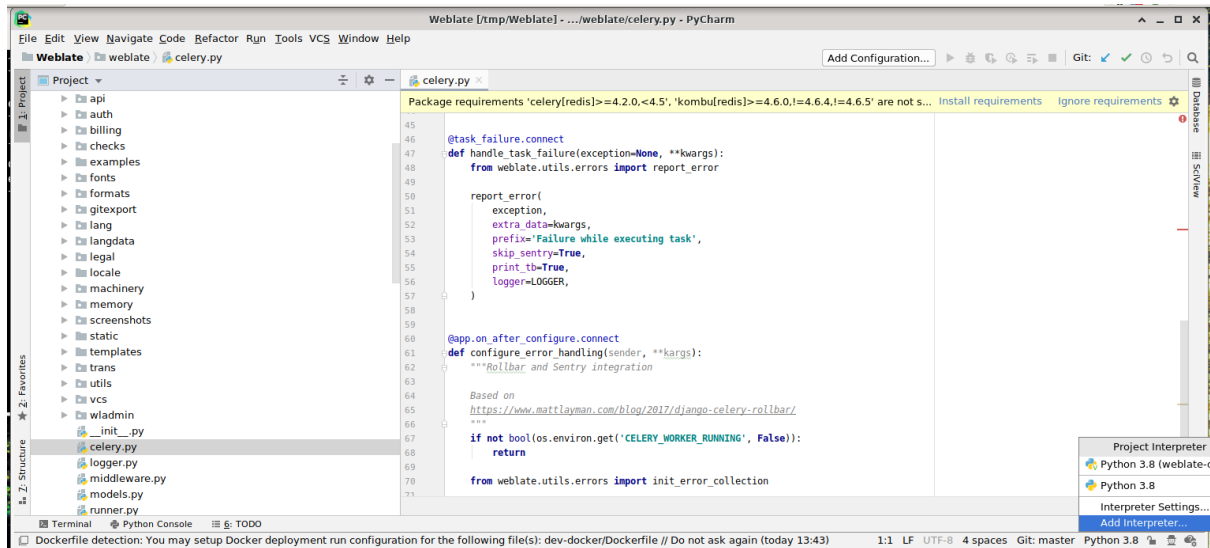 Weblate [/tmp/Weblate] - .../weblate/celery.py - PyCharm
File Edit View Navigate Code Refactor Run Tools VCS Window Help
Weblate weblate celery.py
Add Configuration...
Git:
Project
celery.py
1: Project
2: Favorites
7: Structure
Database
SciView
api
auth
billing
checks
examples
fonts
formats
gitexport
lang
langdata
legal
locale
machinery
memory
screenshots
static
templates
trans
utils
vcs
wladmin
__init__.py
celery.py
logger.py
middleware.py
models.py
runner.py
Package requirements 'celery[redis]>=4.2.0,<4.5', 'kombu[redis]>=4.6.0,!=4.6.4,!=4.6.5' are not s... Install requirements Ignore requirements
45
46 @task_failure.connect
47 def handle_task_failure(exception=None, **kwargs):
48 from weblate.utils.errors import report_error
49
50 report_error(
51 exception,
52 extra_data=kwargs,
53 prefix='Failure while executing task',
54 skip_sentry=True,
55 print_tb=True,
56 logger=LOGGER,
57 )
58
59
60 @app.on_after_configure.connect
61 def configure_error_handling(sender, **kargs):
62 """Rollbar and Sentry integration
63
64 Based on
65 https://www.mattlayman.com/blog/2017/django-celery-rollbar/
66 """
67 if not bool(os.environ.get('CELERY_WORKER_RUNNING', False)):
68 return
69
70 from weblate.utils.errors import init_error_collection
71
Project Interpreter
Python 3.8 (weblate-
Python 3.8
Interpreter Settings...
Add Interpreter...
Terminal Python Console 6: TODO
Dockerfile detection: You may setup Docker deployment run configuration for the following file(s): dev-docker/Dockerfile // Do not ask again (today 13:43) 1:1 LF UTF-8 4 spaces Git: master Python 3.8